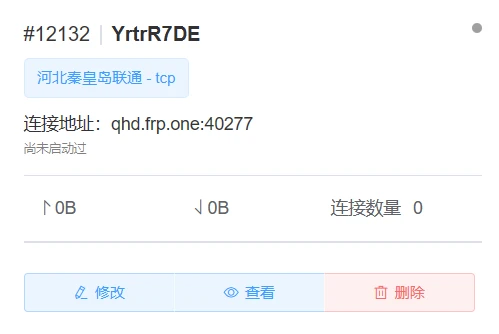 #12132 | YrtrR7DE
河北秦皇岛联通 - tcp
连接地址：qhd.frp.one:40277
尚未启动过
↑0B ↓0B 连接数量 0
修改 查看 删除